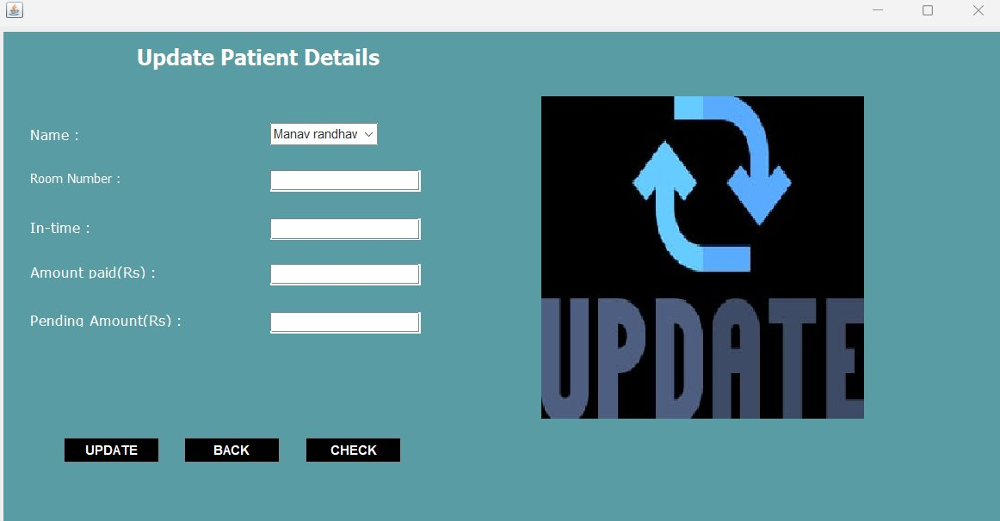 Update Patient Details
Name :
Manav randhav
Room Number :
In-time :
Amount paid(Rs) :
Pending Amount(Rs) :
UPDATE
UPDATE BACK CHECK